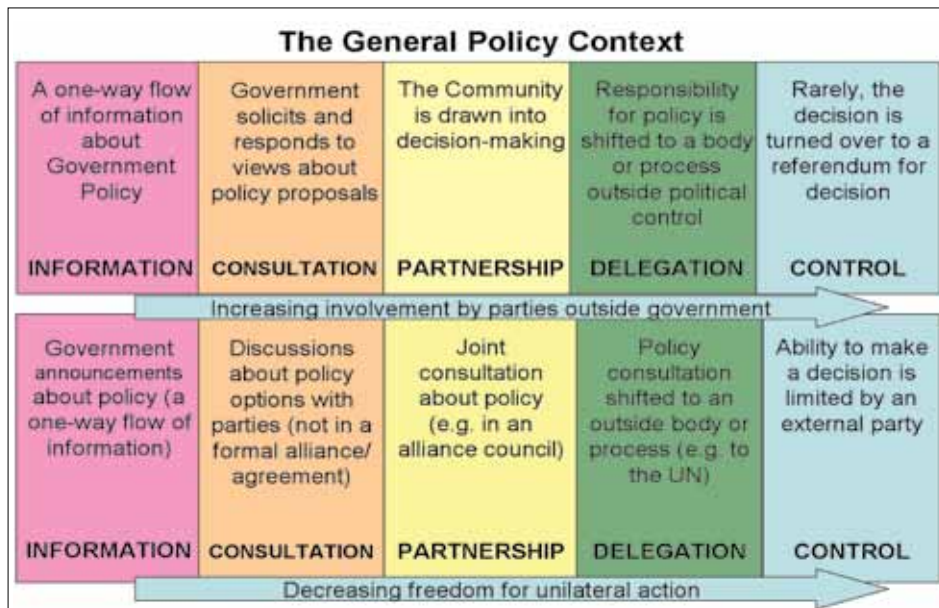 The General Policy Context
A one-way flow
of information
about
Government
Policy
INFORMATION
Government
solicits and
responds to
views about
policy proposals
CONSULTATION
The Community
is drawn into
decision-making
PARTNERSHIP
Responsibility
for policy is
shifted to a body
or process
outside political
control
DELEGATION
Rarely, the
decision is
turned over to a
referendum for
decision
CONTROL
Increasing involvement by parties outside government
Government
announcements
about policy (a
one-way flow of
information)
INFORMATION
Discussions
about policy
options with
parties (not in a
formal alliance/
agreement)
CONSULTATION
Joint
consultation
about policy
(e.g. in an
alliance council)
PARTNERSHIP
Policy
consultation
shifted to an
outside body or
process (e.g. to
the UN)
DELEGATION
Ability to make
a decision is
limited by an
external party
CONTROL
Decreasing freedom for unilateral action